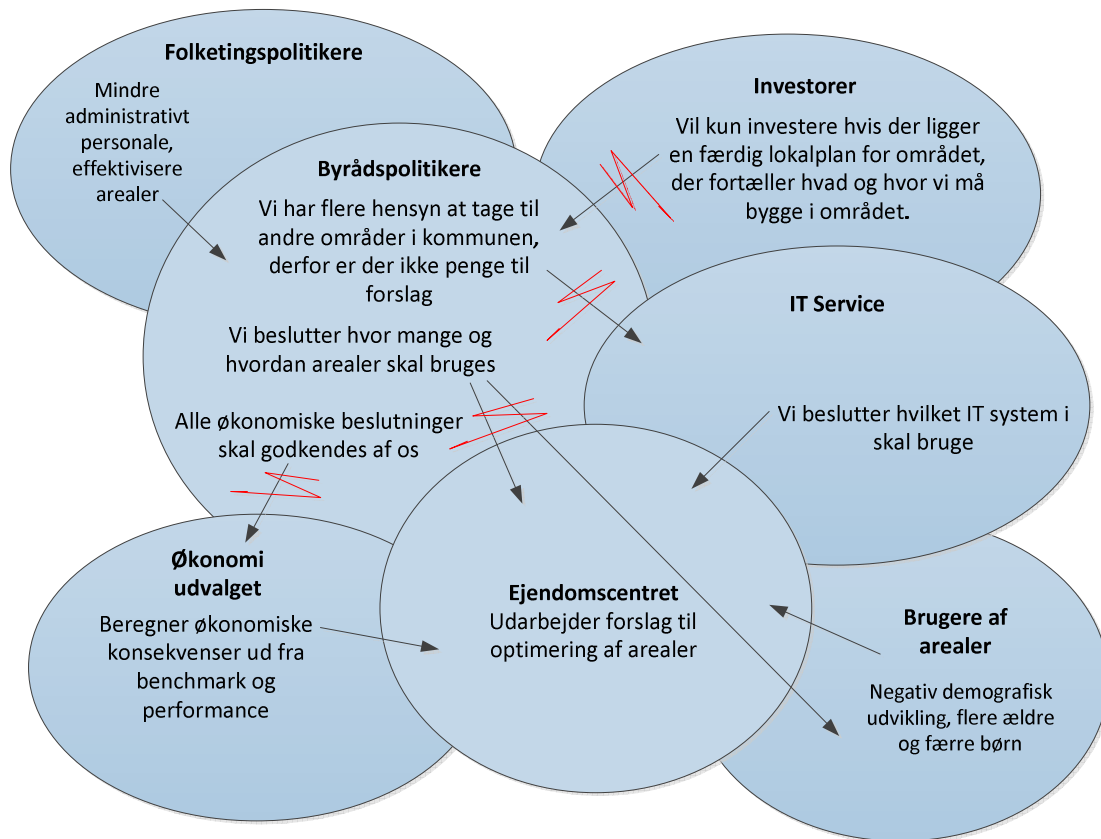 Folketingspolitikere
Mindre
administrativt
personale,
effektivisere
arealer
Investorer
Vil kun investere hvis der ligger
en færdig lokalplan for området,
der fortæller hvad og hvor vi må
bygge i området.
Byrådspolitikere
Vi har flere hensyn at tage til
andre områder i kommunen,
derfor er der ikke penge til
forslag
Vi beslutter hvor mange og
hvordan arealer skal bruges
Alle økonomiske beslutninger
skal godkendes af os
IT Service
Vi beslutter hvilket IT system i
skal bruge
Økonomi
udvalget
Beregner økonomiske
konsekvenser ud fra
benchmark og
performance
Ejendomscentret
Udarbejder forslag til
optimering af arealer
Brugere af
arealer
Negativ demografisk
udvikling, flere ældre
og færre børn